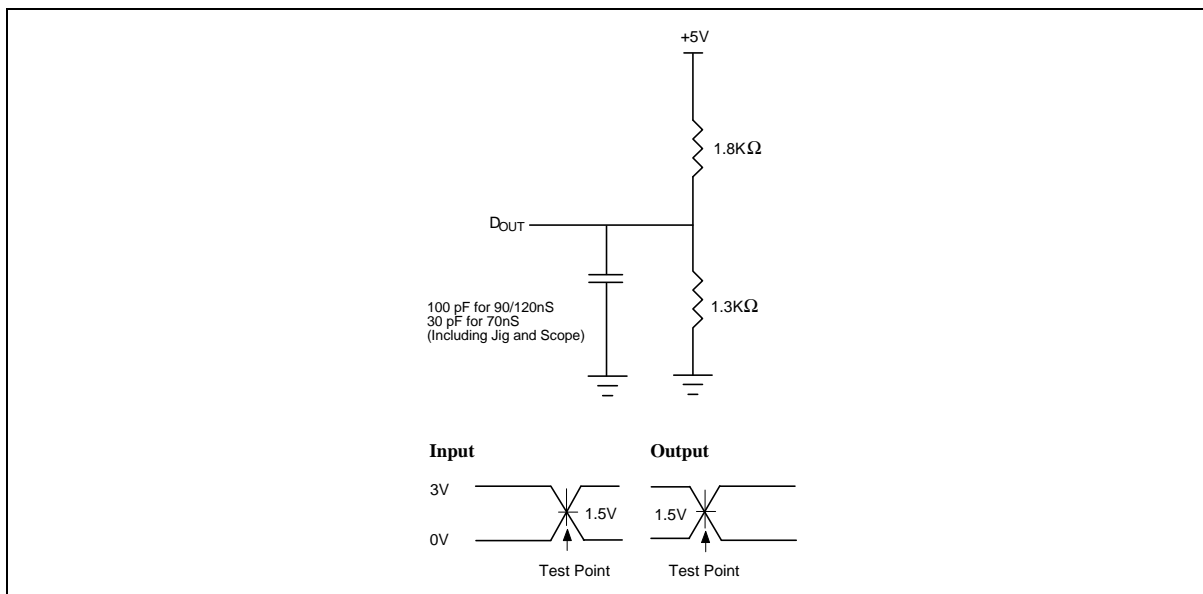 +5V
1.8KΩ
DOUT
100 pF for 90/120nS
30 pF for 70nS
(Including Jig and Scope)
1.3KΩ
Input
Output
3V
1.5V
1.5V
0V
Test Point
Test Point